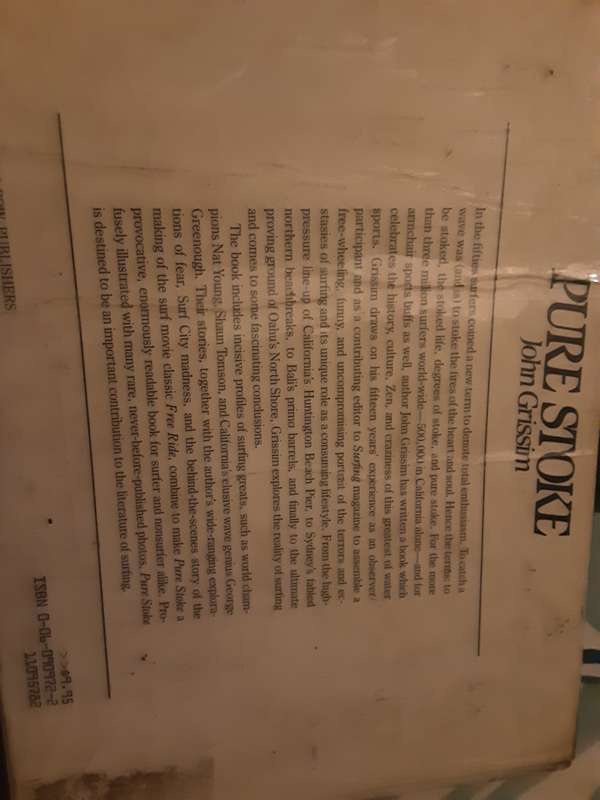 PURE STOKE
John Grissim
In the fifties surfers coined a new term to denote total enthusiasm. To catch a
wave was (and is) to stoke the fires of the heart and soul. Hence the terms: to
be stoked, the stoked life, degrees of stoke, and pure stoke. For the more
than three million surfers world-wide—500,000 in California alone—and for
armchair sports buffs as well, author John Grissim has written a book which
celebrates the history, culture, Zen, and craziness of this greatest of water
sports. Grissim draws on his fifteen years' experience as an observer/
participant and as a contributing editor to Surfing magazine to assemble a
free-wheeling, funny, and uncompromising portrait of the terrors and ec-
stasies of surfing and its unique role as a consuming lifestyle. From the high-
pressure line-up of California's Huntington Beach Pier, to Sydney's fabled
northern beachbreaks, to Bali's primo barrels, and finally to the ultimate
proving ground of Oahu's North Shore, Grissim explores the reality of surfing
and comes to some fascinating conclusions.
The book includes incisive profiles of surfing greats, such as world cham-
pions Nat Young, Shaun Tomson, and California's elusive wave genius George
Greenough. Their stories, together with the author's wide-ranging explora-
tions of fear, Surf City madness, and the behind-the-scenes story of the
making of the surf movie classic Free Ride, combine to make Pure Stoke a
provocative, enormously readable book for surfer and nonsurfer alike. Pro-
fusely illustrated with many rare, never-before-published photos, Pure Stoke
is destined to be an important contribution to the literature of surfing.
>>$9.95
ISBN 0-06-090972-2
11095782
ROW, PUBLISHERS